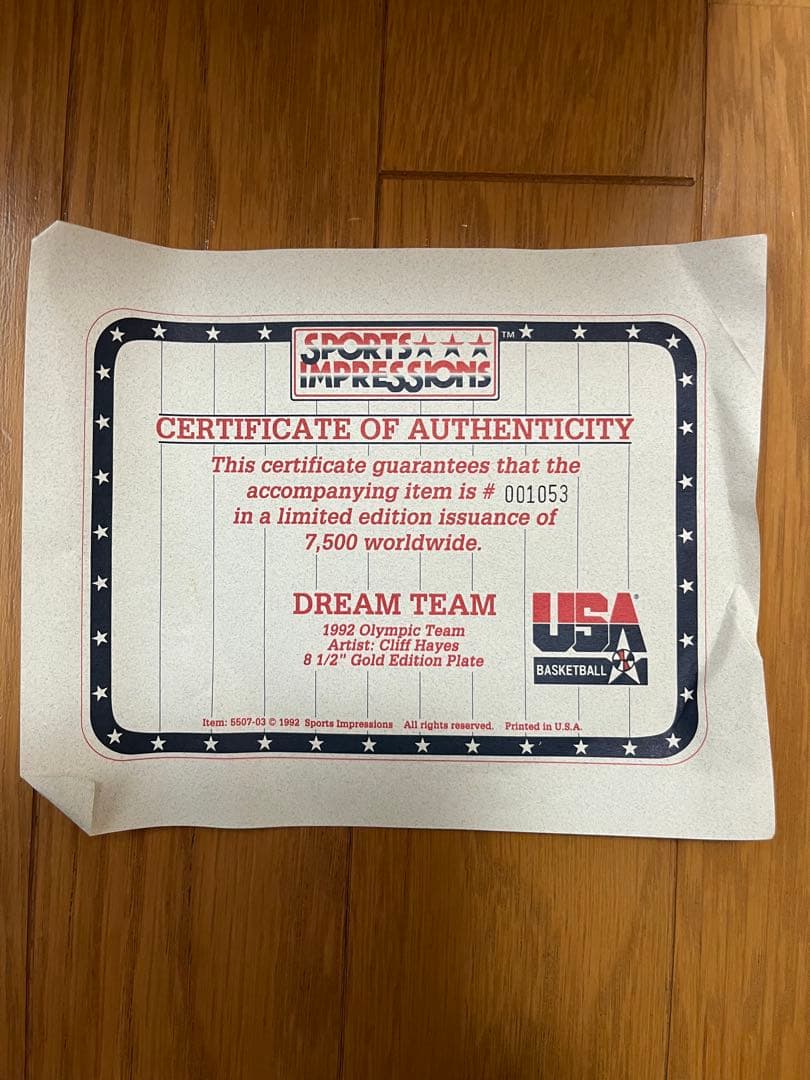 SPORTS
IMPRESSIONS
TM
CERTIFICATE OF AUTHENTICITY
This certificate guarantees that the
accompanying item is # 001053
in a limited edition issuance of
7,500 worldwide.
DREAM TEAM
1992 Olympic Team
Artist: Cliff Hayes
8 1/2" Gold Edition Plate
USA®
BASKETBALL
Item: 5507-03 © 1992 Sports Impressions All rights reserved. Printed in U.S.A.